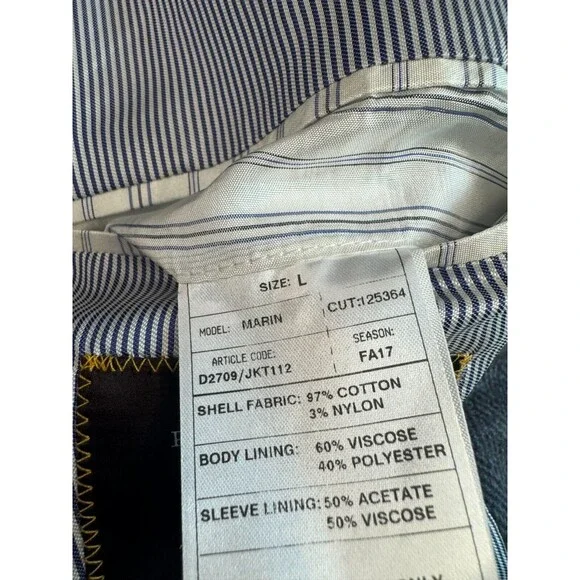 SIZE: L
MODEL: MARIN CUT:125364
ARTICLE CODE: SEASON:
D2709/JKT112 FA17
SHELL FABRIC: 97% COTTON
3% NYLON
BODY LINING: 60% VISCOSE
40% POLYESTER
SLEEVE LINING: 50% ACETATE
50% VISCOSE